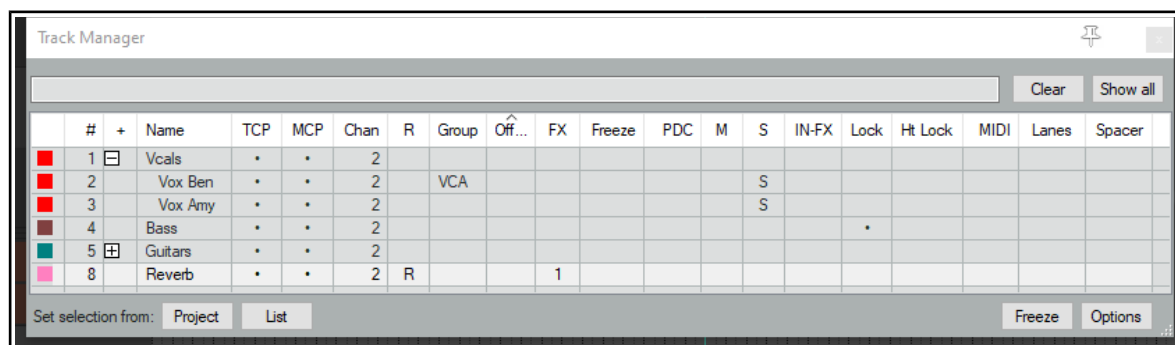 Track Manager
Clear Show all
# + Name TCP MCP Chan R Group Off... FX Freeze PDC M S IN-FX Lock Ht Lock MIDI Lanes Spacer
1 Vcals • • 2
2 Vox Ben • • 2 VCA S
3 Vox Amy • • 2 S
4 Bass • • 2 •
5 Guitars • • 2
8 Reverb • • 2 R 1
Set selection from: Project List Freeze Options